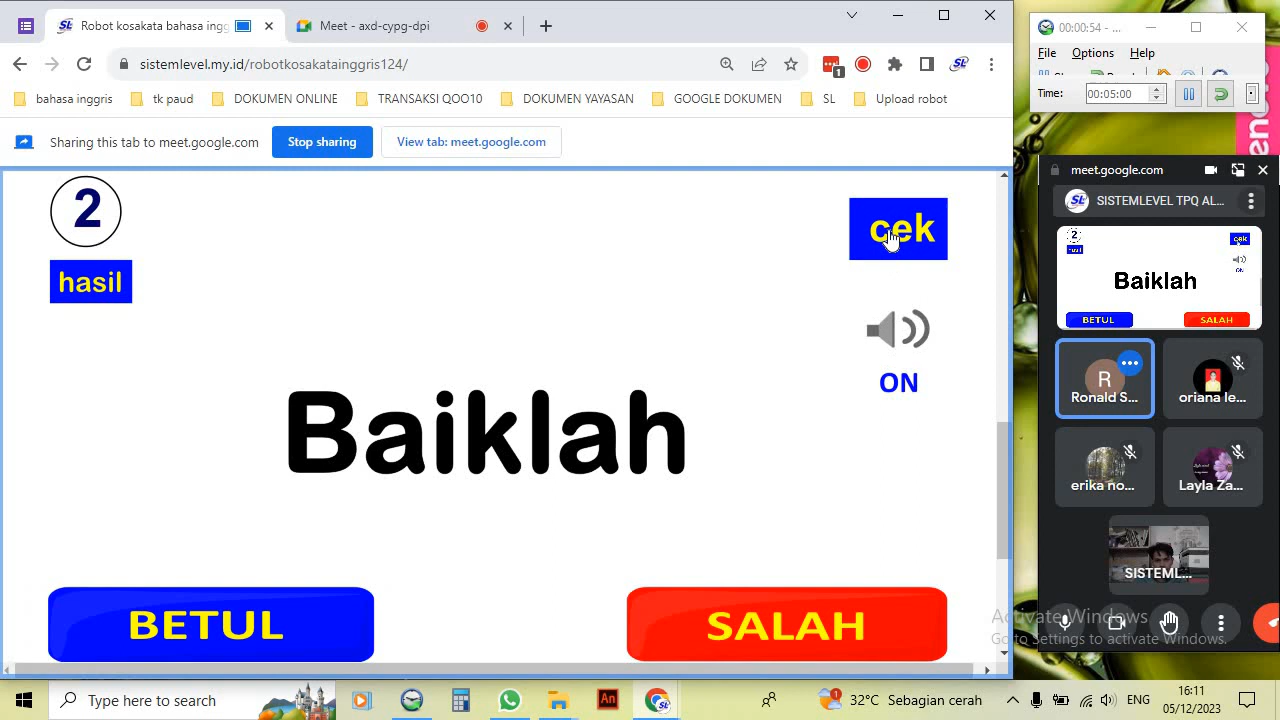 Robot kosakata bahasa ingg
Meet - axd-cypg-dpi
sistemlevel.my.id/robotkosakatainggris124/
bahasa inggris
tk paud
DOKUMEN ONLINE
TRANSAKSI QQ010
DOKUMEN YAYASAN
GOOGLE DOKUMEN
SL
Upload robot
Sharing this tab to meet.google.com
Stop sharing
View tab: meet.google.com
2
hasil
cek
ON
Baiklah
BETUL
SALAH
00:00:54 - ...
File
Options
Help
Time:
00:05:00
meet.google.com
SISTEMLEVEL TPQ AL...
2
hasil
cek
ON
Baiklah
BETUL
SALAH
R
Ronald S...
oriana le...
erika no...
Layla Za...
SISTEML...
Activate Windows
Go to Settings to activate Windows.
Type here to search
32°C Sebagian cerah
ENG
16:11
05/12/2023